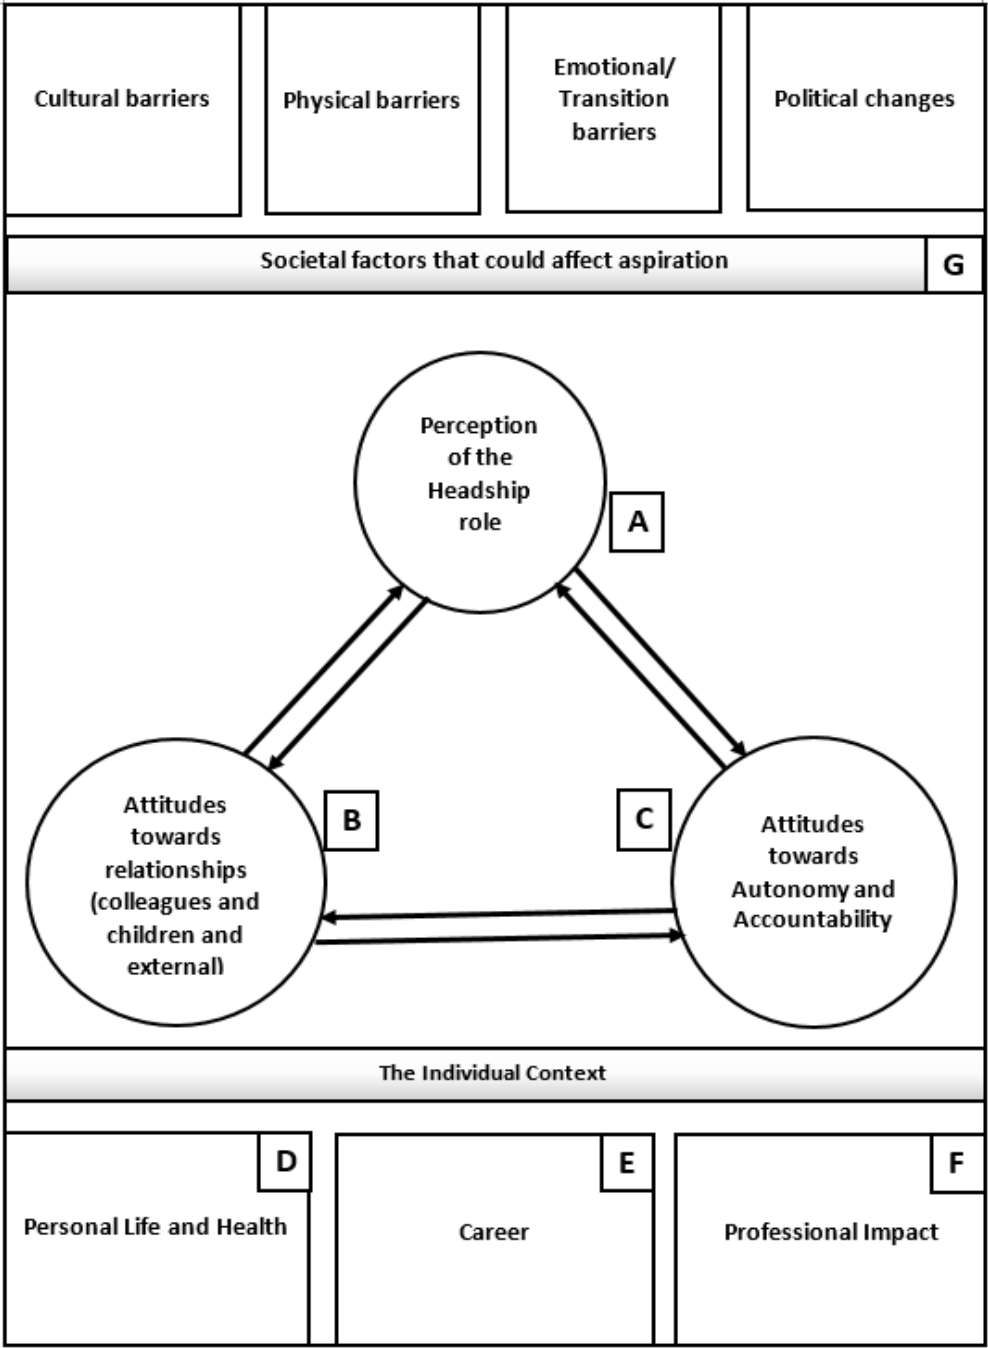 Cultural barriers
Physical barriers
Emotional/
Transition
barriers
Political changes
Societal factors that could affect aspiration
G
Perception
of the
Headship
role
A
Attitudes
towards
relationships
(colleagues and
children and
external)
B
C
Attitudes
towards
Autonomy and
Accountability
The Individual Context
D
Personal Life and Health
E
Career
F
Professional Impact